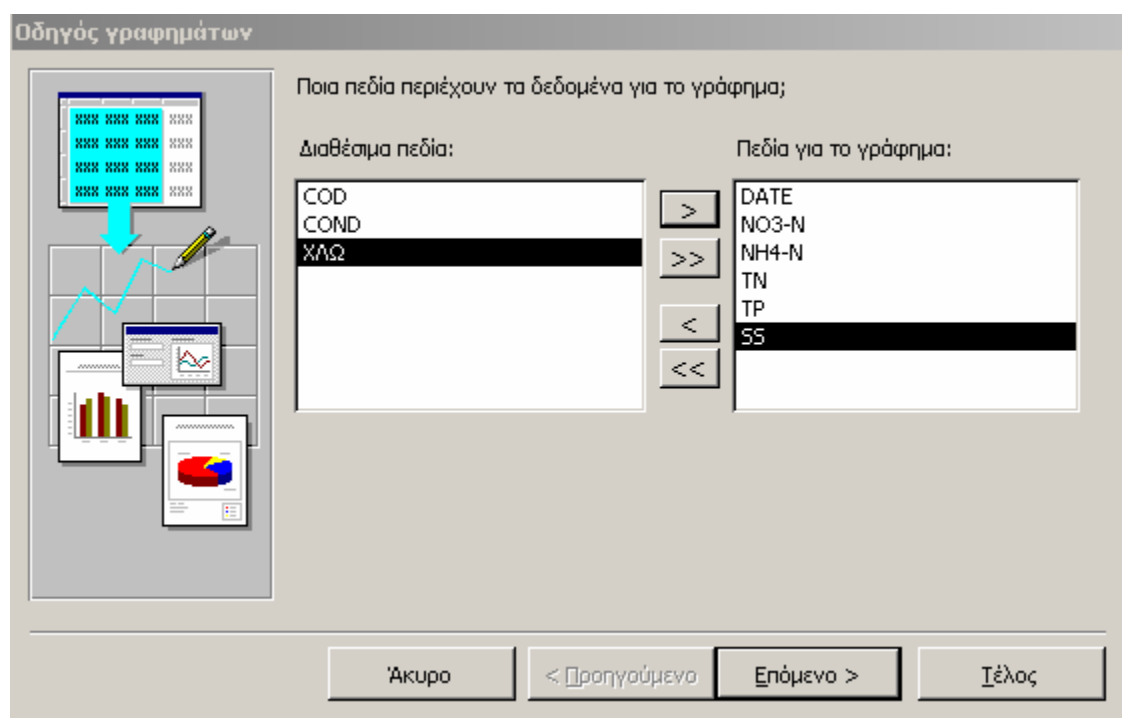 Οδηγός γραφημάτων
Ποια πεδία περιέχουν τα δεδομένα για το γράφημα;
Διαθέσιμα πεδία:
Πεδία για το γράφημα:
COD
COND
ΧΛΩ
>
>>
<
<<
DATE
NO3-N
NH4-N
TN
TP
SS
Άκυρο
< Προηγούμενο
Επόμενο >
Τέλος